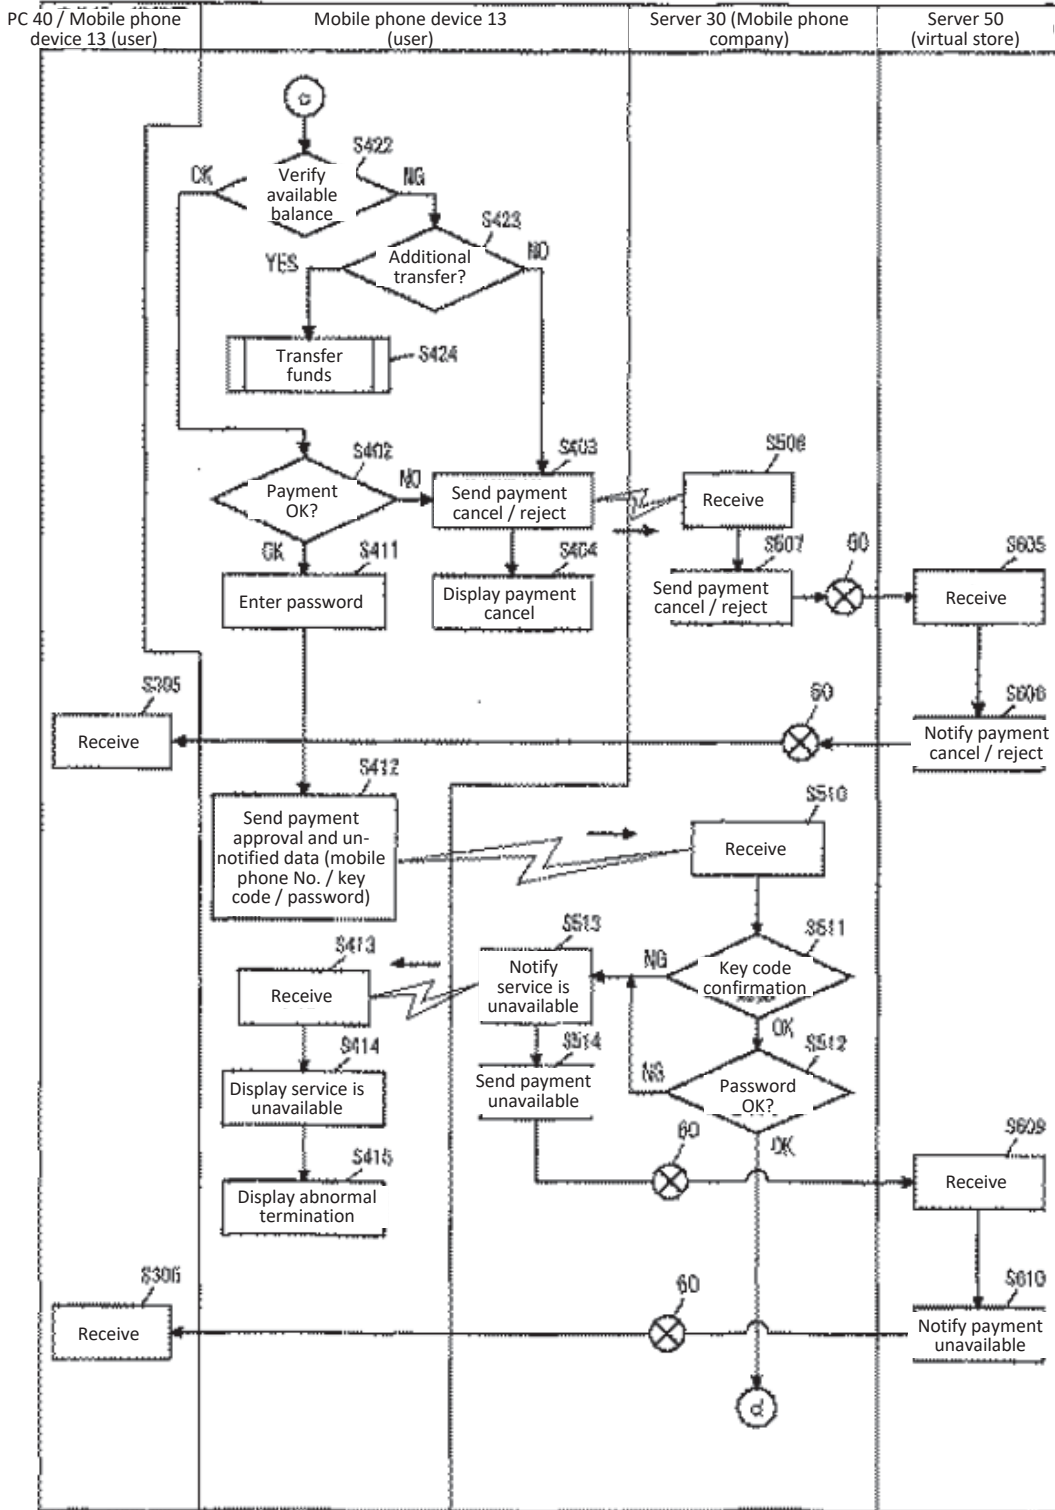 PC 40 / Mobile phone
device 13 (user)
Mobile phone device 13
(user)
Server 30 (Mobile phone
company)
Server 50
(virtual store)
c
S422
OK
Verify
available
balance
NG
S423
YES
Additional
transfer?
NO
Transfer
funds
S424
S402
Payment
OK?
NO
S403
Send payment
cancel / reject
S506
Receive
OK
S411
Enter password
S404
Display payment
cancel
S507
Send payment
cancel / reject
60
S605
Receive
S305
Receive
60
S606
Notify payment
cancel / reject
S412
Send payment
approval and un-
notified data (mobile
phone No. / key
code / password)
S510
Receive
S413
Receive
S513
Notify
service is
unavailable
NG
S511
Key code
confirmation
OK
S414
Display service is
unavailable
S514
Send payment
unavailable
NG
S512
Password
OK?
OK
S415
Display abnormal
termination
60
S609
Receive
S306
Receive
60
S610
Notify payment
unavailable
d